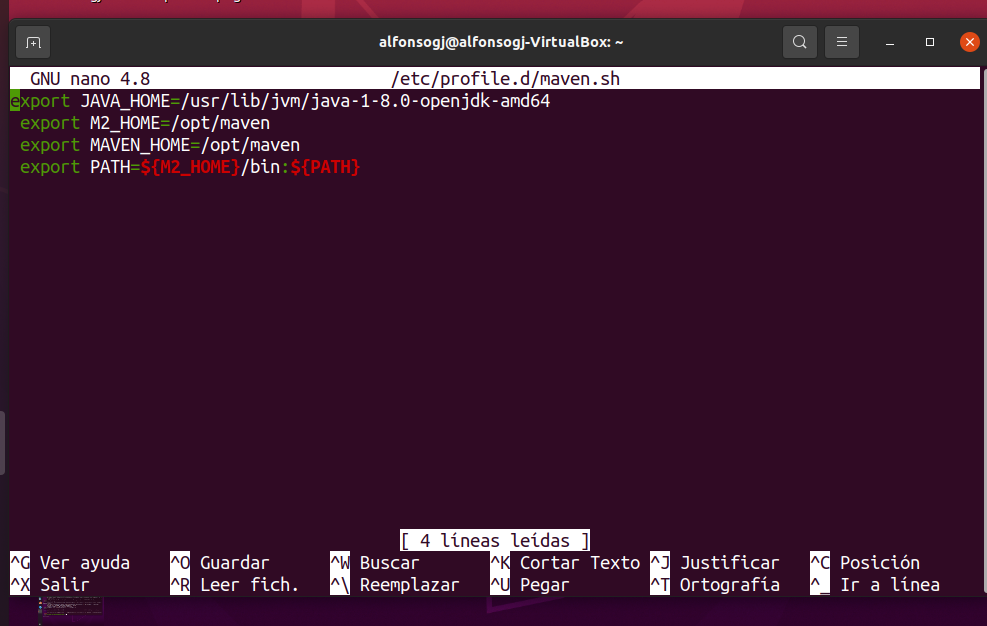 alfonsogj@alfonsogj-VirtualBox: ~
GNU nano 4.8 /etc/profile.d/maven.sh
export JAVA_HOME=/usr/lib/jvm/java-1-8.0-openjdk-amd64
export M2_HOME=/opt/maven
export MAVEN_HOME=/opt/maven
export PATH=${M2_HOME}/bin:${PATH}
[ 4 líneas leídas ]
^G Ver ayuda ^O Guardar ^W Buscar ^K Cortar Texto ^J Justificar ^C Posición
^X Salir ^R Leer fich. ^\ Reemplazar ^U Pegar ^T Ortografía ^_ Ir a línea